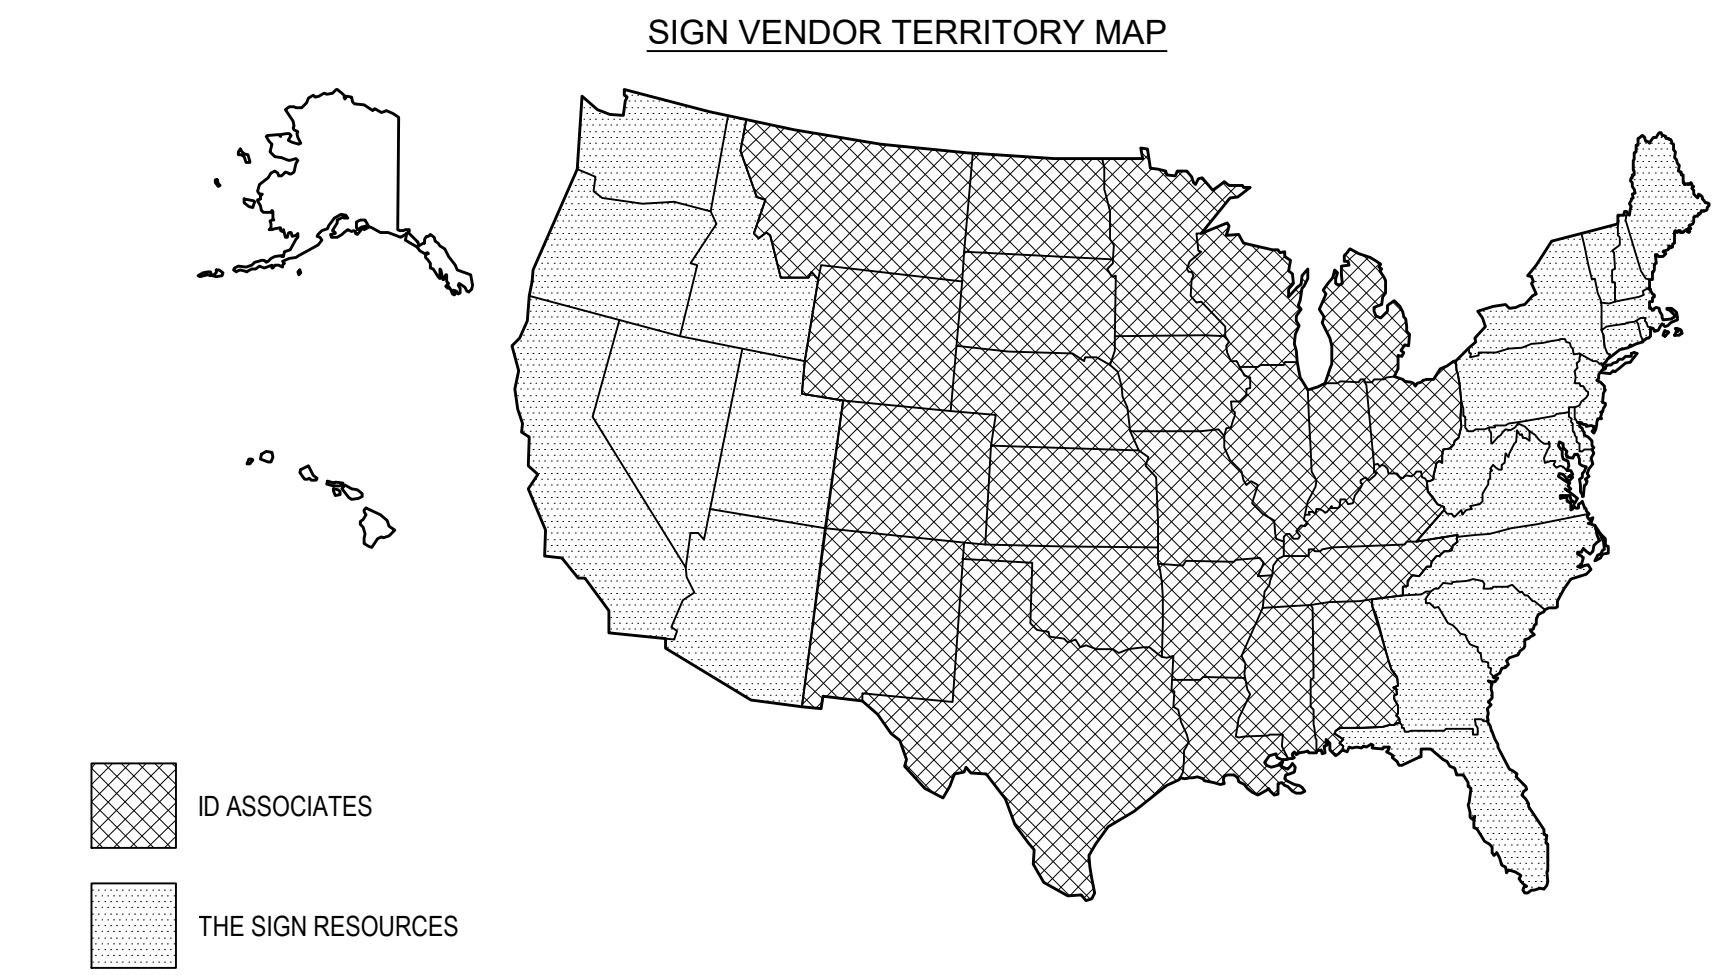 SIGN VENDOR TERRITORY MAP
ID ASSOCIATES
THE SIGN RESOURCES